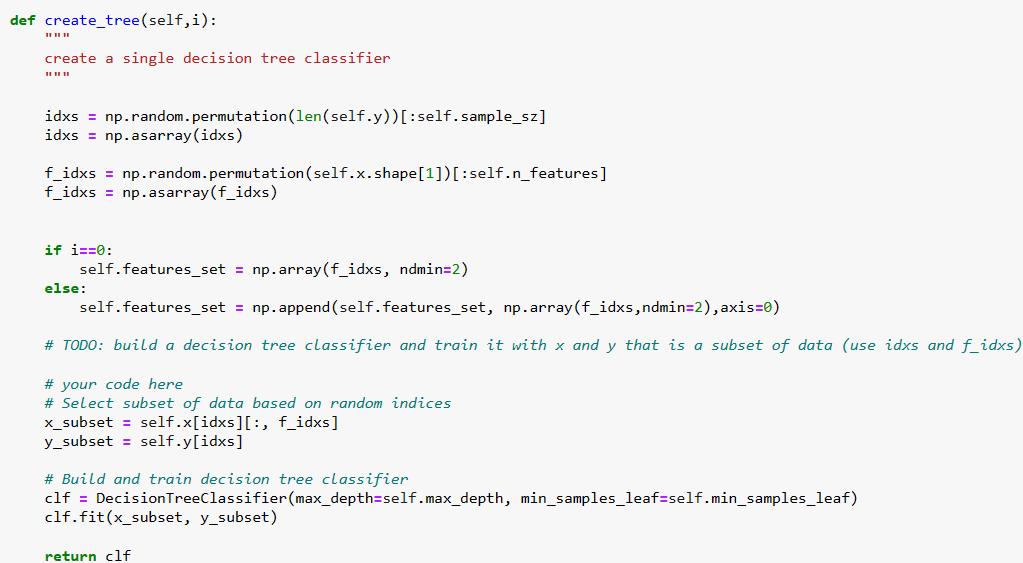 def create_tree(self,i):
    """
    create a single decision tree classifier
    """
    idxs = np.random.permutation(len(self.y))[:self.sample_sz]
    idxs = np.asarray(idxs)
    f_idxs = np.random.permutation(self.x.shape[1])[:self.n_features]
    f_idxs = np.asarray(f_idxs)
    if i==0:
        self.features_set = np.array(f_idxs, ndmin=2)
    else:
        self.features_set = np.append(self.features_set, np.array(f_idxs,ndmin=2),axis=0)
    # TODO: build a decision tree classifier and train it with x and y that is a subset of data (use idxs and f_idxs)
    # your code here
    # Select subset of data based on random indices
    x_subset = self.x[idxs][:, f_idxs]
    y_subset = self.y[idxs]
    # Build and train decision tree classifier
    clf = DecisionTreeClassifier(max_depth=self.max_depth, min_samples_leaf=self.min_samples_leaf)
    clf.fit(x_subset, y_subset)
    return clf